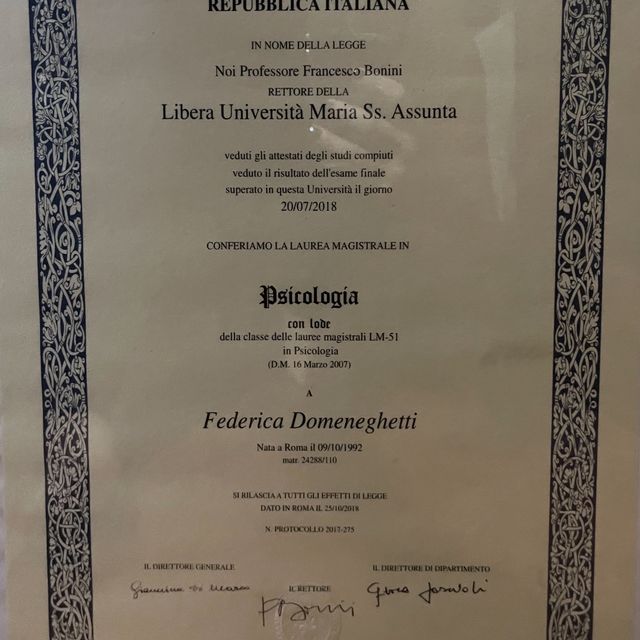 REPUBBLICA ITALIANA
IN NOME DELLA LEGGE
Noi Professore Francesco Bonini
RETTORE DELLA
Libera Università Maria Ss. Assunta
veduti gli attestati degli studi compiuti
veduto il risultato dell'esame finale
superato in questa Università il giorno
20/07/2018
CONFERIAMO LA LAUREA MAGISTRALE IN
Psicologia
con lode
della classe delle lauree magistrali LM-51
in Psicologia
(D.M. 16 Marzo 2007)
A
Federica Domeneghetti
Nata a Roma il 09/10/1992
matr. 24288/110
SI RILASCIA A TUTTI GLI EFFETTI DI LEGGE
DATO IN ROMA IL 25/10/2018
N. PROTOCOLLO 2017-275
IL DIRETTORE GENERALE
IL RETTORE
IL DIRETTORE DI DIPARTIMENTO